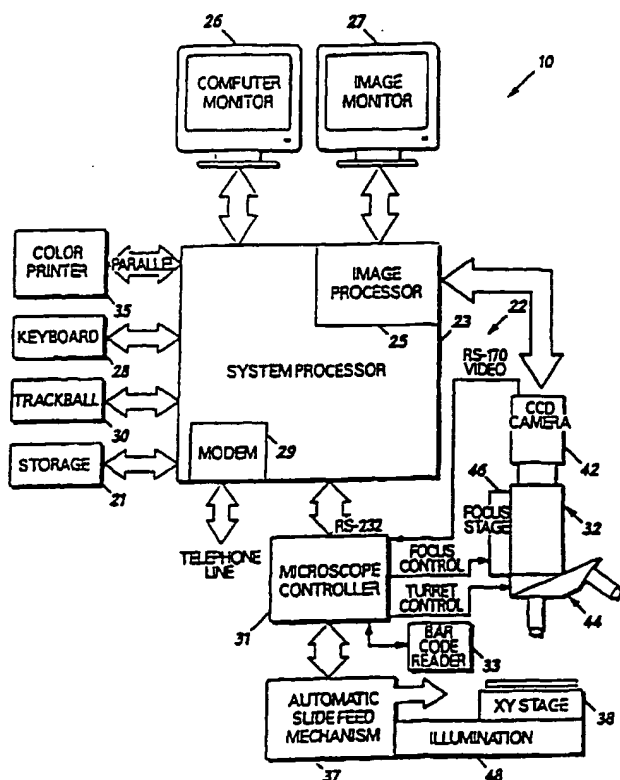 26
27
10
COMPUTER
MONITOR
IMAGE
MONITOR
COLOR
PRINTER
PARALLEL
35
IMAGE
PROCESSOR
25
23
22
RS-170
VIDEO
KEYBOARD
28
SYSTEM PROCESSOR
TRACKBALL
30
CCD
CAMERA
42
MODEM
29
STORAGE
21
46
FOCUS
STAGE
32
RS-232
TELEPHONE
LINE
MICROSCOPE
CONTROLLER
31
FOCUS
CONTROL
TURRET
CONTROL
44
BAR
CODE
READER
33
AUTOMATIC
SLIDE FEED
MECHANISM
37
XY STAGE
38
ILLUMINATION
48